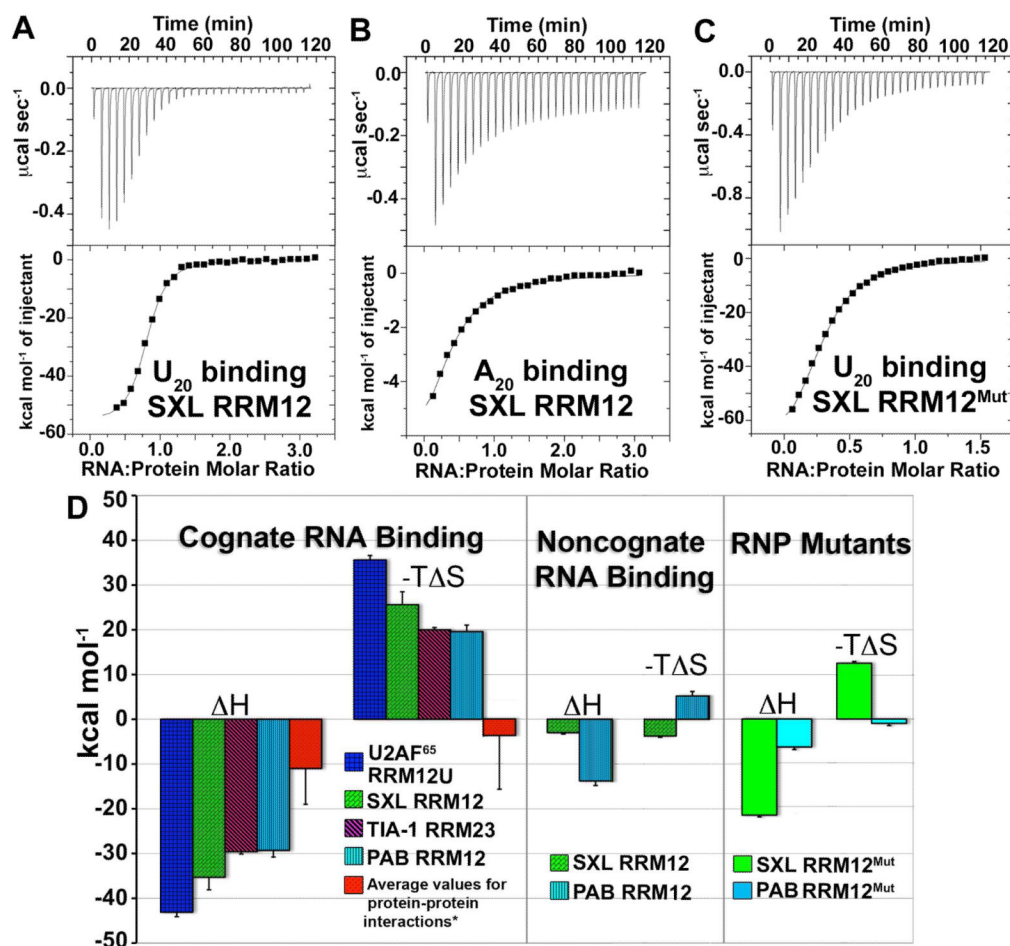 A
Time (min)
0 20 40 60 80 100 120
0.0
-0.2
-0.4
μcal sec⁻¹
0
-20
-40
-60
kcal mol⁻¹ of injectant
U₂₀ binding
SXL RRM12
0.0 1.0 2.0 3.0
RNA:Protein Molar Ratio
B
Time (min)
0 20 40 60 80 100 120
0.0
-0.2
-0.4
μcal sec⁻¹
0
-2
-4
kcal mol⁻¹ of injectant
A₂₀ binding
SXL RRM12
0.0 1.0 2.0 3.0
RNA:Protein Molar Ratio
C
Time (min)
0 20 40 60 80 100 120
0.0
-0.4
-0.8
μcal sec⁻¹
0
-20
-40
-60
kcal mol⁻¹ of injectant
U₂₀ binding
SXL RRM12ᴹᵘᵗ
0.0 0.5 1.0 1.5
RNA:Protein Molar Ratio
D
50
40
30
20
10
0
-10
-20
-30
-40
-50
kcal mol⁻¹
Cognate RNA Binding
-TΔS
ΔH
U2AF⁶⁵
RRM12U
SXL RRM12
TIA-1 RRM23
PAB RRM12
Average values for
protein-protein
interactions*
Noncognate
RNA Binding
ΔH
-TΔS
SXL RRM12
PAB RRM12
RNP Mutants
-TΔS
ΔH
SXL RRM12ᴹᵘᵗ
PAB RRM12ᴹᵘᵗ